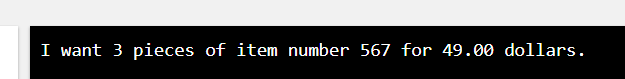 I want 3 pieces of item number 567 for 49.00 dollars.